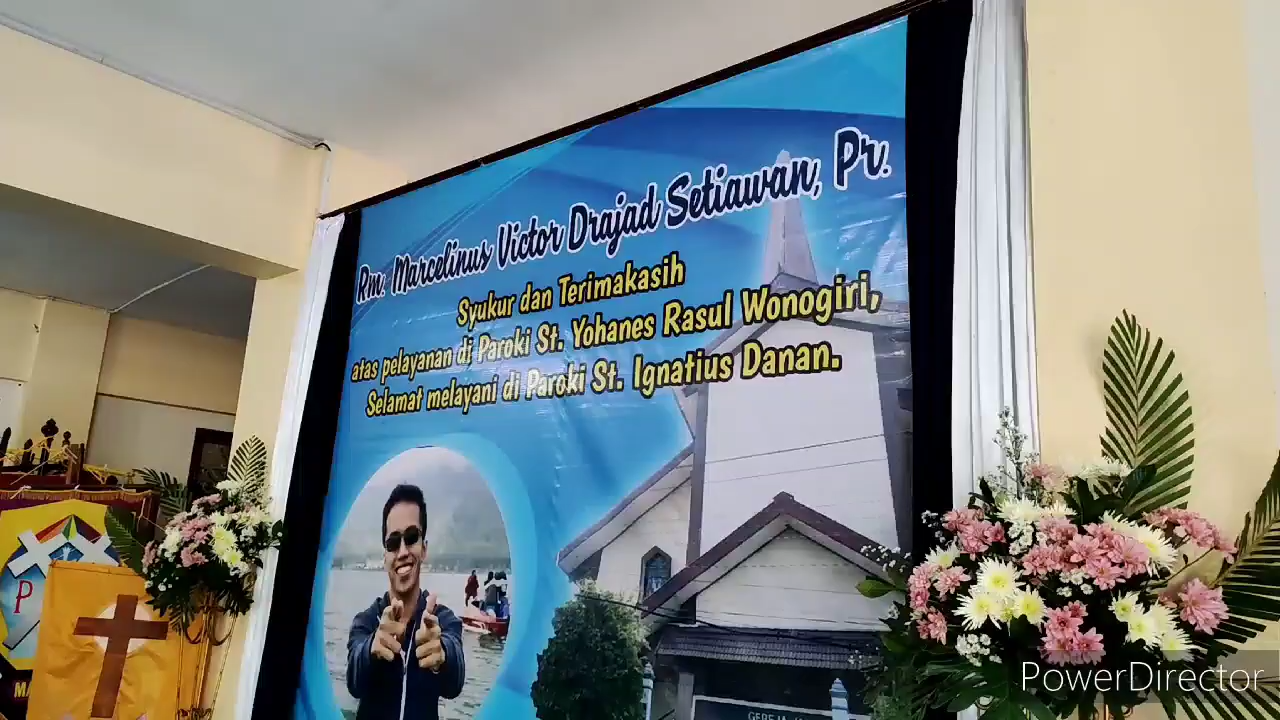 Rm. Marcelinus Victor Drajad Setiawan, Pr.
Syukur dan Terimakasih
atas pelayanan di Paroki St. Yohanes Rasul Wonogiri,
Selamat melayani di Paroki St. Ignatius Danan.
P
PowerDirector